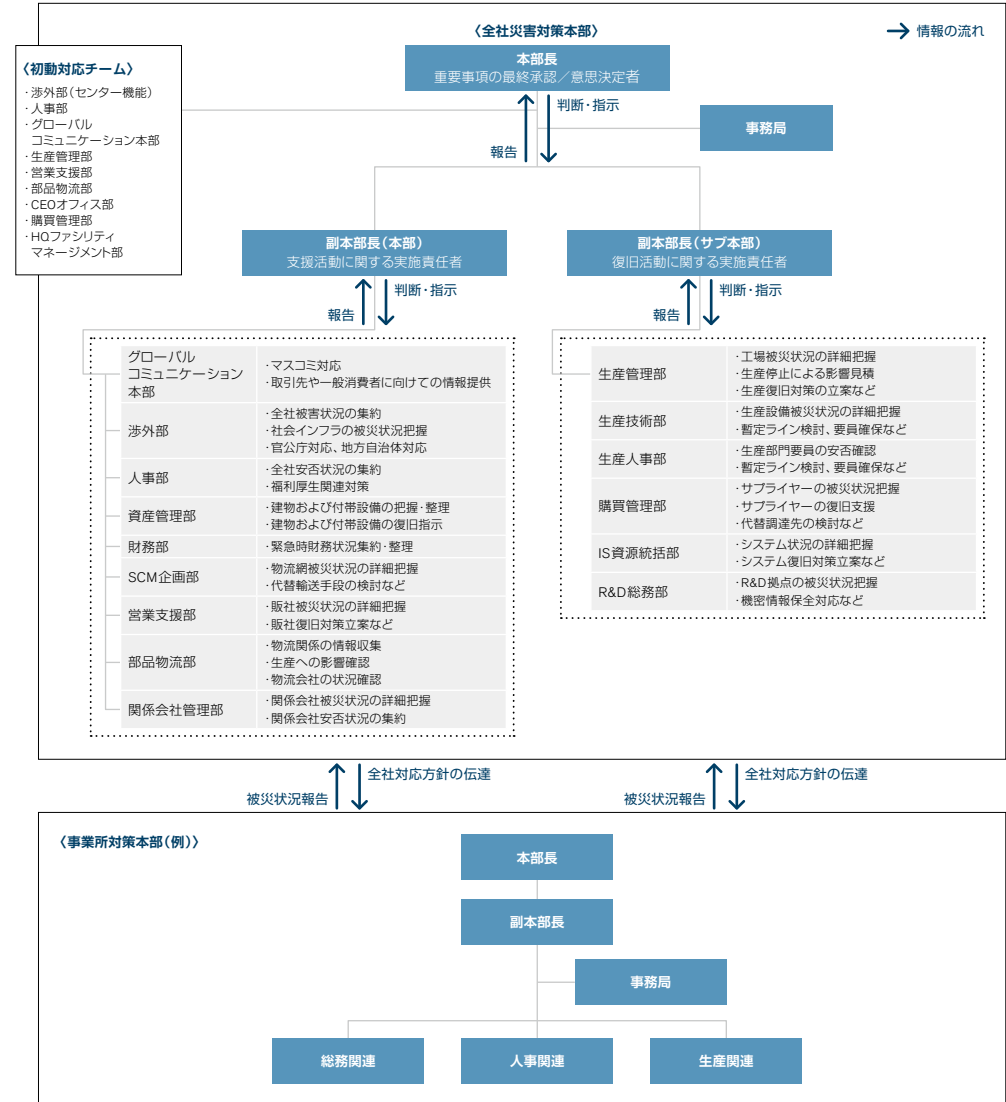 〈全社災害対策本部〉
→ 情報の流れ
本部長
重要事項の最終承認／意思決定者
〈初動対応チーム〉
・渉外部（センター機能）
・人事部
・グローバル
コミュニケーション本部
・生産管理部
・営業支援部
・部品物流部
・CEOオフィス部
・購買管理部
・HQファシリティ
マネージメント部
判断・指示
報告
事務局
副本部長（本部）
支援活動に関する実施責任者
判断・指示
報告
副本部長（サブ本部）
復旧活動に関する実施責任者
判断・指示
報告
グローバル
コミュニケーション
本部
・マスコミ対応
・取引先や一般消費者に向けての情報提供
渉外部
・全社被害状況の集約
・社会インフラの被災状況把握
・官公庁対応、地方自治体対応
人事部
・全社安否状況の集約
・福利厚生関連対策
資産管理部
・建物および付帯設備の把握・整理
・建物および付帯設備の復旧指示
財務部
・緊急時財務状況集約・整理
SCM企画部
・物流網被災状況の詳細把握
・代替輸送手段の検討など
営業支援部
・販社被災状況の詳細把握
・販社復旧対策立案など
部品物流部
・物流関係の情報収集
・生産への影響確認
・物流会社の状況確認
関係会社管理部
・関係会社被災状況の詳細把握
・関係会社安否状況の集約
生産管理部
・工場被災状況の詳細把握
・生産停止による影響見積
・生産復旧対策の立案など
生産技術部
・生産設備被災状況の詳細把握
・暫定ライン検討、要員確保など
生産人事部
・生産部門要員の安否確認
・暫定ライン検討、要員確保など
購買管理部
・サプライヤーの被災状況把握
・サプライヤーの復旧支援
・代替調達先の検討など
IS資源統括部
・システム状況の詳細把握
・システム復旧対策立案など
R&D総務部
・R&D拠点の被災状況把握
・機密情報保全対応など
全社対応方針の伝達
被災状況報告
全社対応方針の伝達
被災状況報告
〈事業所対策本部（例）〉
本部長
副本部長
事務局
総務関連
人事関連
生産関連